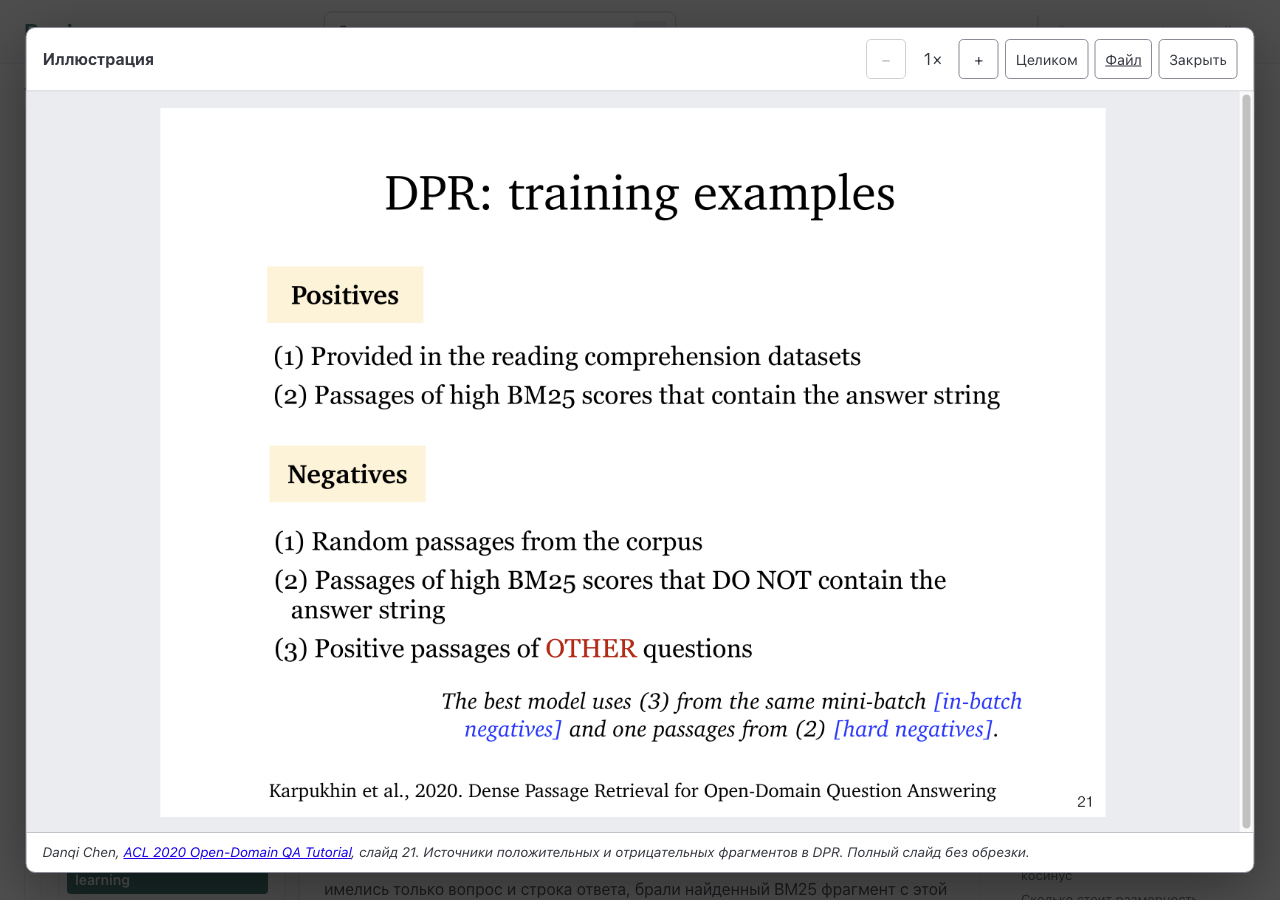 Иллюстрация
−
1×
+
Целиком
Файл
Закрыть
DPR: training examples
Positives
(1) Provided in the reading comprehension datasets
(2) Passages of high BM25 scores that contain the answer string
Negatives
(1) Random passages from the corpus
(2) Passages of high BM25 scores that DO NOT contain the
answer string
(3) Positive passages of OTHER questions
The best model uses (3) from the same mini-batch [in-batch
negatives] and one passages from (2) [hard negatives].
Karpukhin et al., 2020. Dense Passage Retrieval for Open-Domain Question Answering
21
Danqi Chen, ACL 2020 Open-Domain QA Tutorial, слайд 21. Источники положительных и отрицательных фрагментов в DPR. Полный слайд без обрезки.
learning
имелись только вопрос и строка ответа, брали найденный BM25 фрагмент с этой
косинус